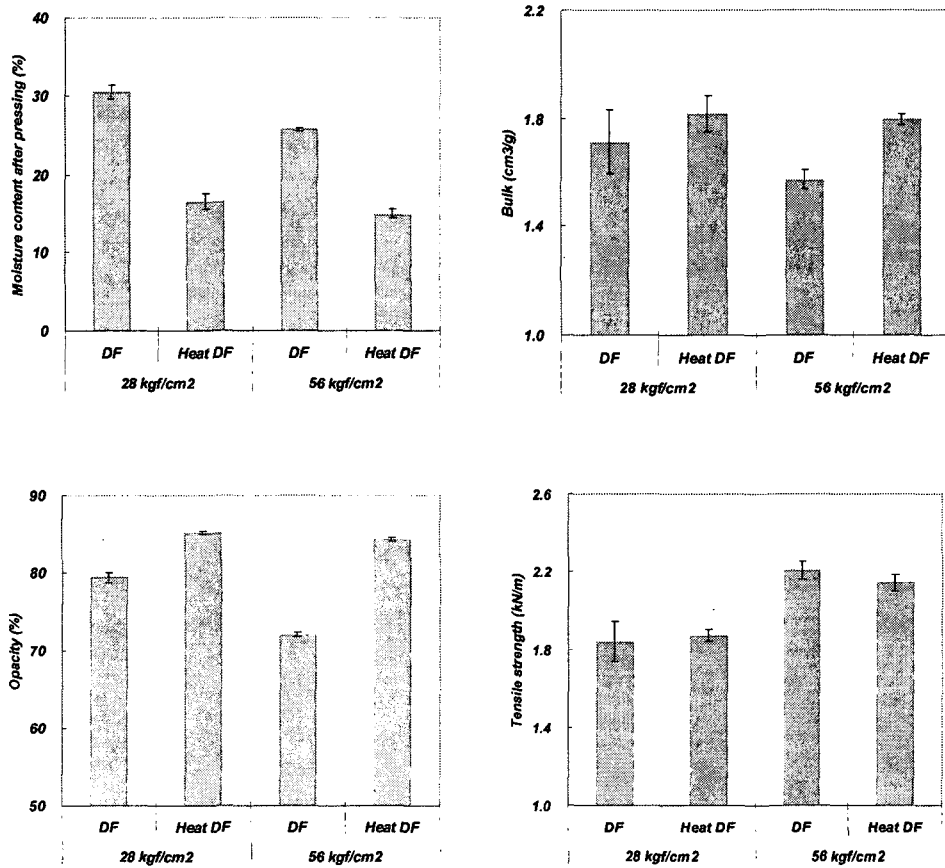 Moisture content after pressing (%)
40
30
20
10
0
DF Heat DF DF Heat DF
28 kgf/cm2 56 kgf/cm2
Bulk (cm3/g)
2.2
1.8
1.4
1.0
DF Heat DF DF Heat DF
28 kgf/cm2 56 kgf/cm2
Opacity (%)
90
80
70
60
50
DF Heat DF DF Heat DF
28 kgf/cm2 56 kgf/cm2
Tensile strength (kN/m)
2.6
2.2
1.8
1.4
1.0
DF Heat DF DF Heat DF
28 kgf/cm2 56 kgf/cm2